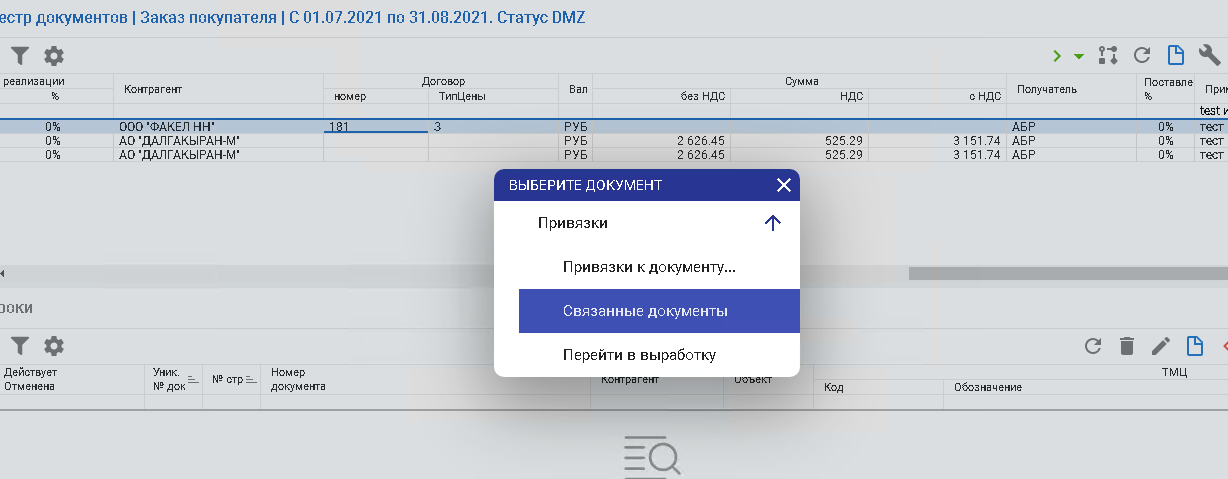 естр документов | Заказ покупателя | С 01.07.2021 по 31.08.2021. Статус DMZ
реализации Контрагент Договор Вал Сумма Получатель Поставле При
% номер ТипЦены без НДС НДС с НДС %
test и
0% ООО "ФАКЕЛ НН" 181 3 РУБ АБР 0% тест
0% АО "ДАЛГАКЫРАН-М" РУБ 2 626.45 525.29 3 151.74 АБР 0% тест
0% АО "ДАЛГАКЫРАН-М" РУБ 2 626.45 525.29 3 151.74 АБР 0% тест
ВЫБЕРИТЕ ДОКУМЕНТ
Привязки
Привязки к документу...
Связанные документы
Перейти в выработку
роки
Действует Уник. № стр Номер Контрагент Объект ТМЦ
Отменена № док документа Код Обозначение